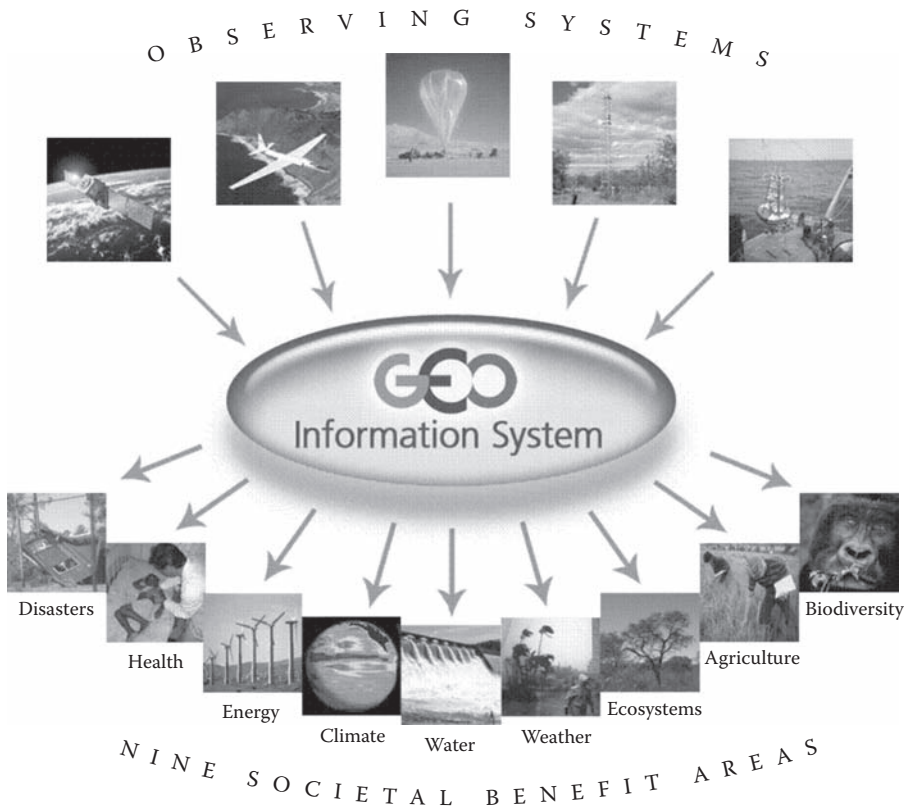 OBSERVING SYSTEMS
GEO
Information System
Disasters
Health
Energy
Climate
Water
Weather
Ecosystems
Agriculture
Biodiversity
NINE SOCIETAL BENEFIT AREAS